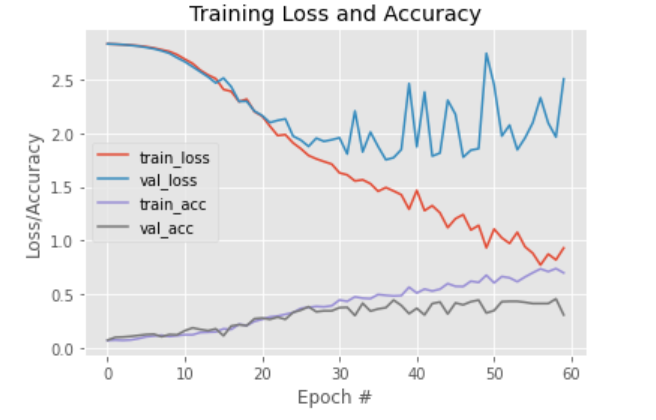 Training Loss and Accuracy
2.5
2.0
1.5
1.0
0.5
0.0
Loss/Accuracy
train_loss
val_loss
train_acc
val_acc
0 10 20 30 40 50 60
Epoch #